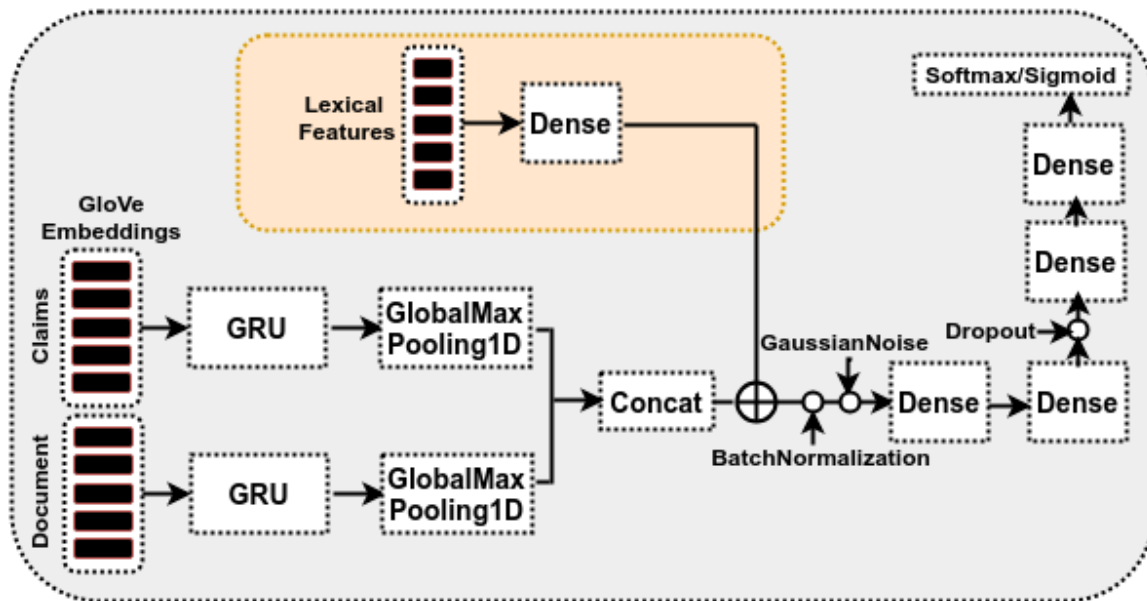 Lexical
Features
Dense
Softmax/Sigmoid
Dense
Dense
Dropout
Dense
GloVe
Embeddings
Claims
GRU
GlobalMax
Pooling1D
Document
GRU
GlobalMax
Pooling1D
Concat
GaussianNoise
BatchNormalization
Dense